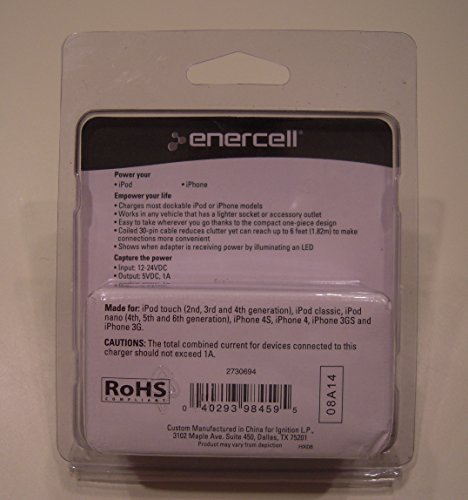 enercell®
Power your
• iPod • iPhone
Empower your life
• Charges most dockable iPod or iPhone models
• Works in any vehicle that has a lighter socket or accessory outlet
• Easy to take wherever you go thanks to the compact one-piece design
• Coiled 30-pin cable reduces clutter yet can reach up to 6 feet (1.82m) to
make connections more convenient
• Shows when adapter is receiving power by illuminating an LED
Capture the power
• Input: 12-24VDC
• Output: 5VDC, 1A
Made for: iPod touch (2nd, 3rd and 4th generation), iPod classic, iPod
nano (4th, 5th and 6th generation), iPhone 4S, iPhone 4, iPhone 3GS and
iPhone 3G.
CAUTIONS: The total combined current for devices connected to this
charger should not exceed 1A.
2730694
RoHS
COMPLIANT
0 40293 98459 5
08A14
Custom Manufactured in China for Ignition L.P.
3102 Maple Ave. Suite 450, Dallas, TX 75201
Product may vary from depiction